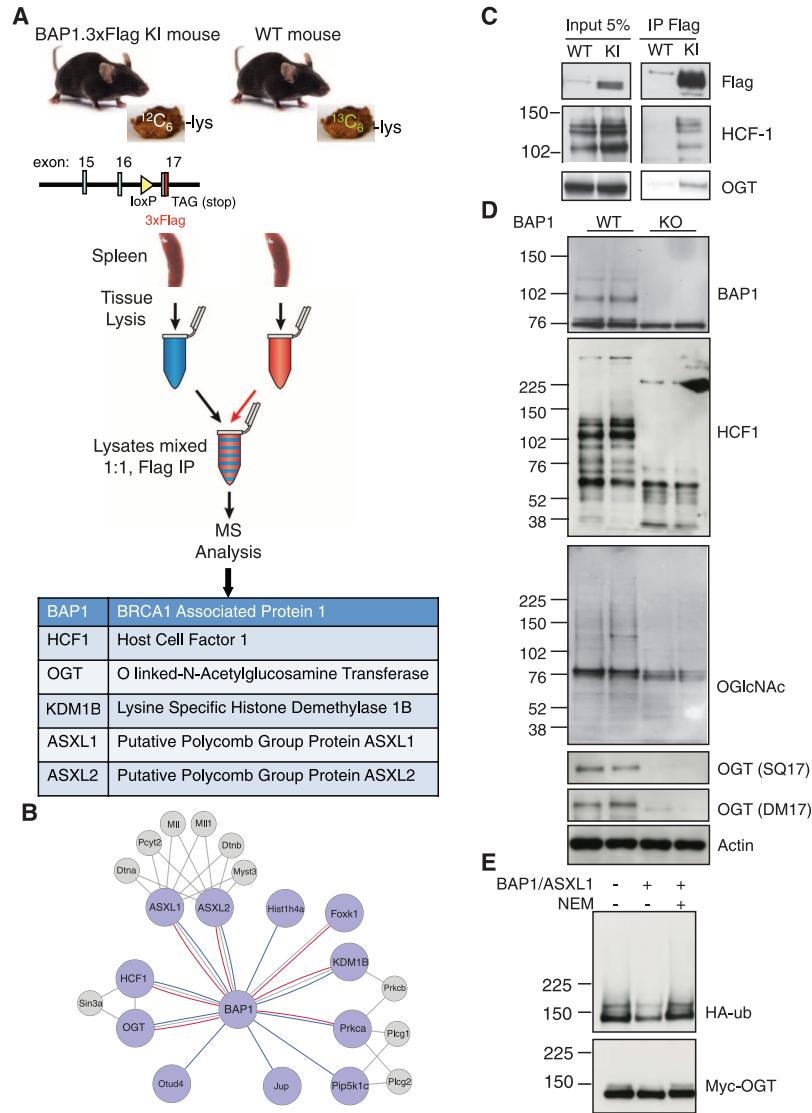 A
BAP1.3xFlag KI mouse
WT mouse
12C6-lys
13C6-lys
exon: 15 16 17
loxP TAG (stop)
3xFlag
Spleen
Tissue
Lysis
Lysates mixed
1:1, Flag IP
MS
Analysis
BAP1 BRCA1 Associated Protein 1
HCF1 Host Cell Factor 1
OGT O linked-N-Acetylglucosamine Transferase
KDM1B Lysine Specific Histone Demethylase 1B
ASXL1 Putative Polycomb Group Protein ASXL1
ASXL2 Putative Polycomb Group Protein ASXL2
B
Mll Mll1
Pcyt2 Dtnb
Dtna Myst3
ASXL1 ASXL2 Hist1h4a Foxk1
HCF1 KDM1B
Sin3a BAP1 Prkcb
OGT Prkca Plcg1
Otud4 Jup Pip5k1c Plcg2
C
Input 5% IP Flag
WT KI WT KI
Flag
150
102
HCF-1
OGT
D
BAP1 WT KO
150
102
76
BAP1
225
150
102
76
52
38
HCF1
225
150
102
76
52
38
OGlcNAc
OGT (SQ17)
OGT (DM17)
Actin
E
BAP1/ASXL1 - + +
NEM - - +
225
150
HA-ub
225
150
Myc-OGT